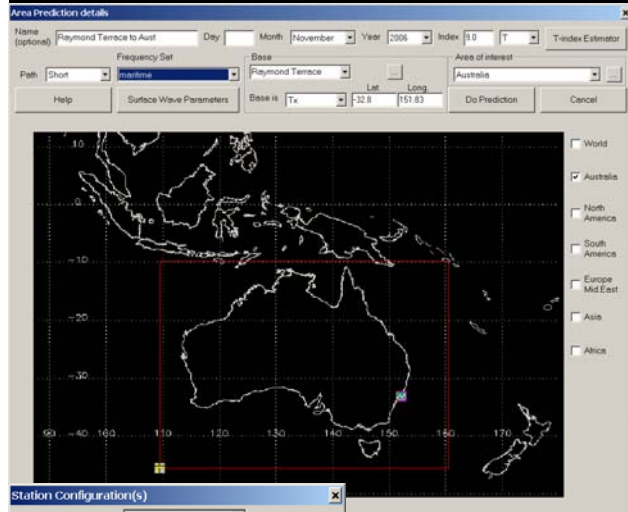 Area Prediction details
Name (optional) Raymond Terrace to Aust Day Month November Year 2006 Index 9.0 T T-index Estimator
Frequency Set Base Area of interest
Path Short maritime Raymond Terrace ... Australia ...
Lat Long
Help Surface Wave Parameters Base is Tx -32.8 151.83 Do Prediction Cancel
10
0
-10
-20
-30
90 -40 100 110 120 130 140 150 160 170
World
Australia
North America
South America
Europe Mid.East
Asia
Africa
Station Configuration(s)